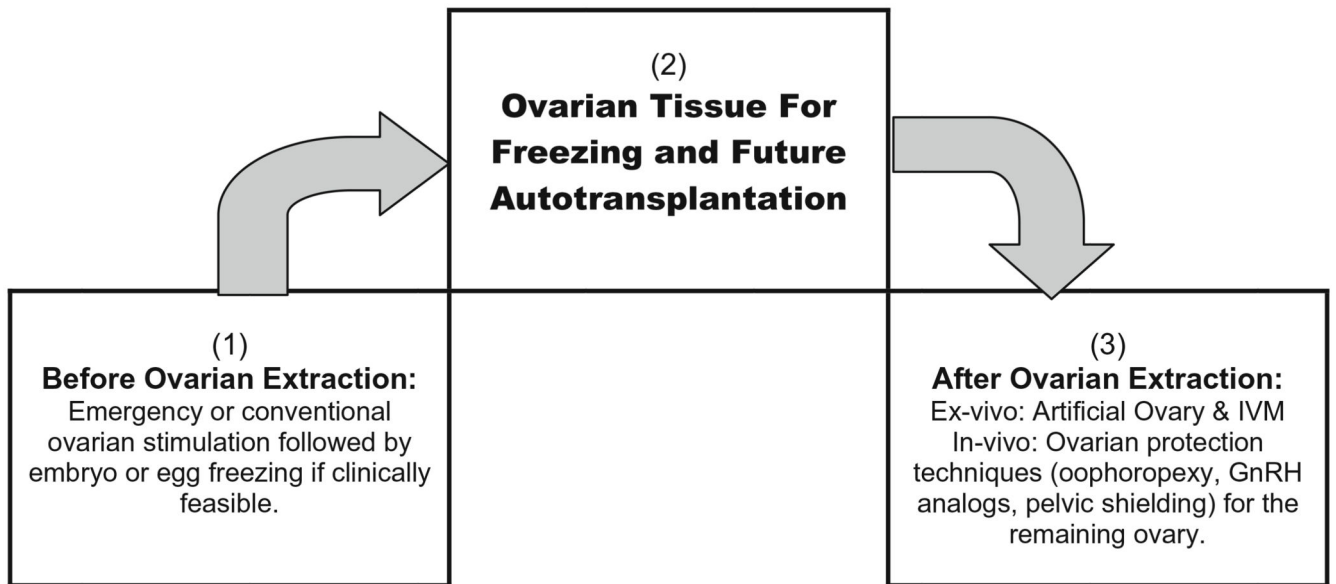 (1)
Before Ovarian Extraction:
Emergency or conventional
ovarian stimulation followed by
embryo or egg freezing if clinically
feasible.
(2)
Ovarian Tissue For
Freezing and Future
Autotransplantation
(3)
After Ovarian Extraction:
Ex-vivo: Artificial Ovary & IVM
In-vivo: Ovarian protection
techniques (oophoropexy, GnRH
analogs, pelvic shielding) for the
remaining ovary.